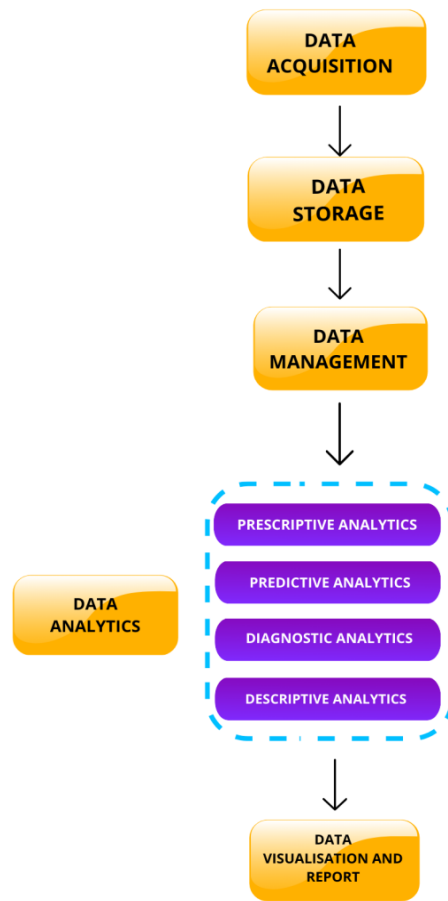 DATA
ACQUISITION
DATA
STORAGE
DATA
MANAGEMENT
PRESCRIPTIVE ANALYTICS
PREDICTIVE ANALYTICS
DATA
ANALYTICS
DIAGNOSTIC ANALYTICS
DESCRIPTIVE ANALYTICS
DATA
VISUALISATION AND
REPORT